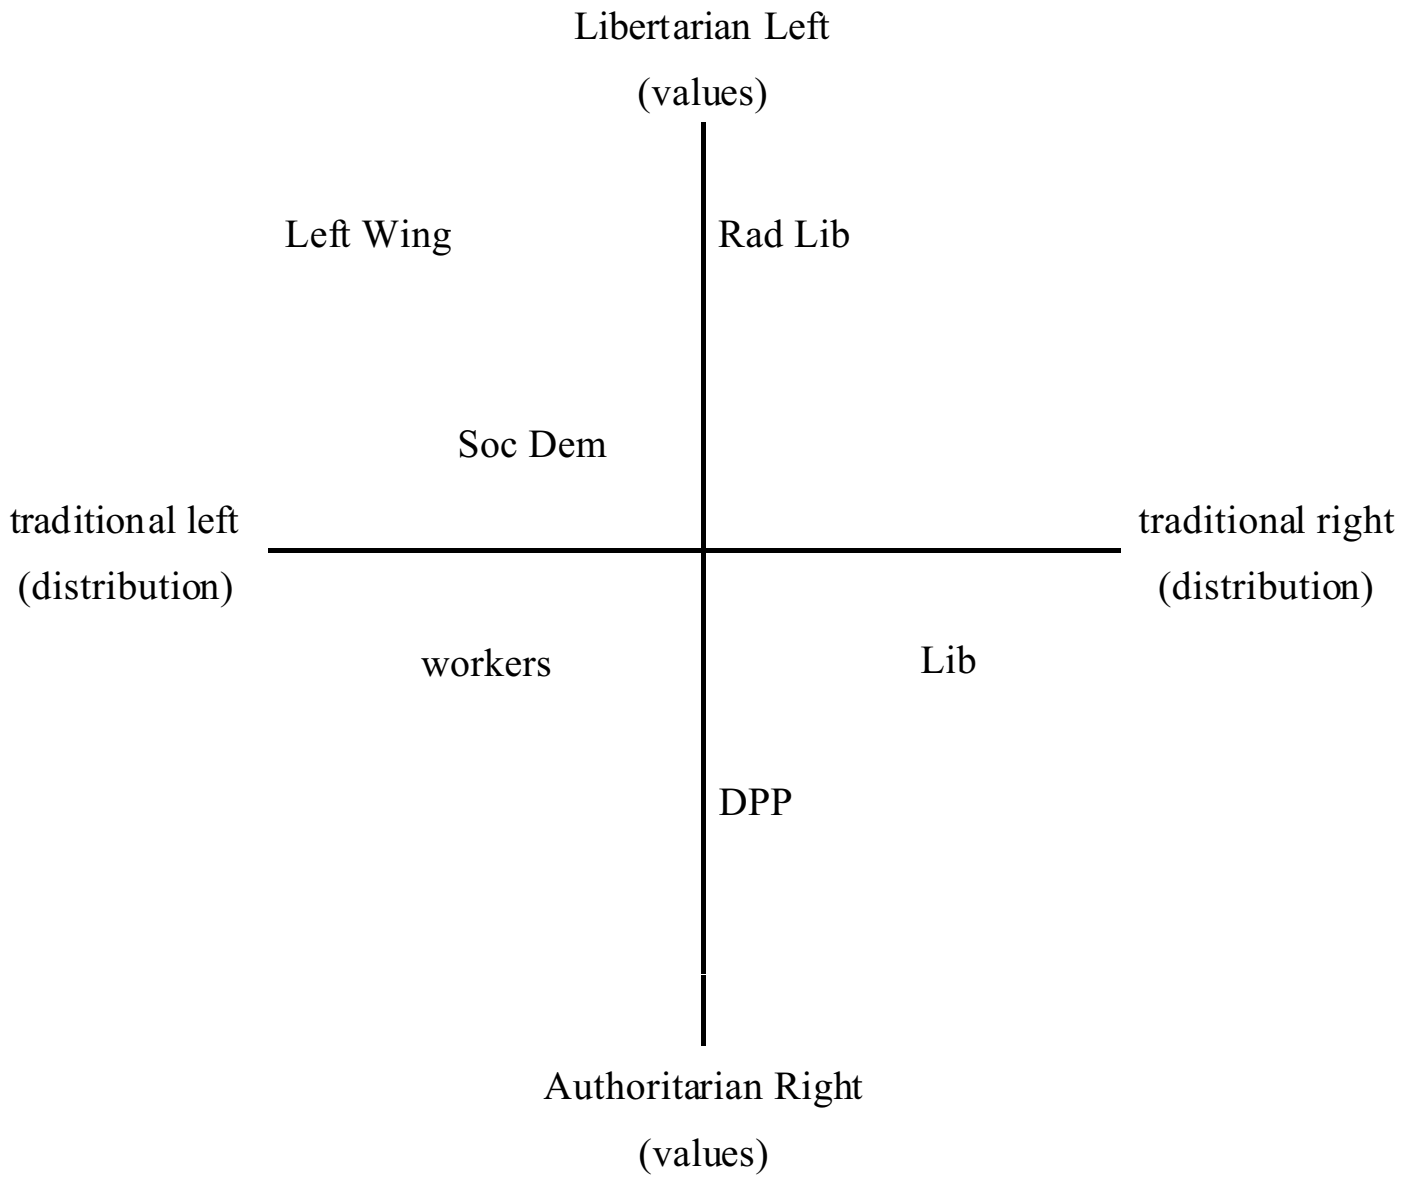 Libertarian Left
(values)
Left Wing
Rad Lib
Soc Dem
traditional left
(distribution)
traditional right
(distribution)
workers
Lib
DPP
Authoritarian Right
(values)